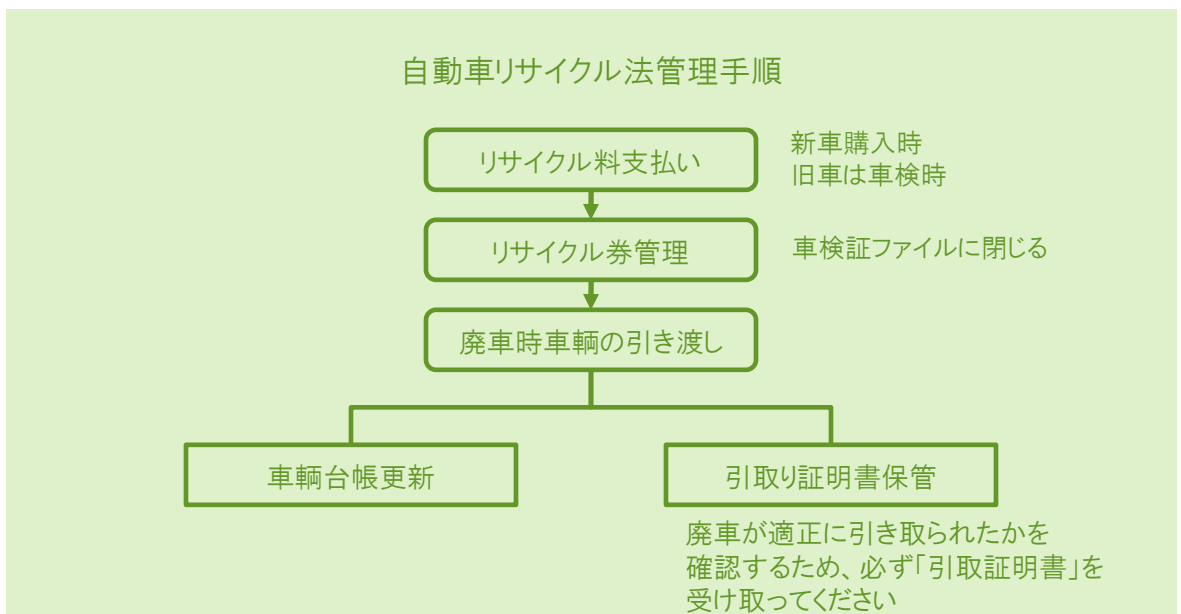 自動車リサイクル法管理手順
リサイクル料支払い
新車購入時
旧車は車検時
リサイクル券管理
車検証ファイルに閉じる
廃車時車輌の引き渡し
車輌台帳更新
引取り証明書保管
廃車が適正に引き取られたかを
確認するため、必ず「引取証明書」を
受け取ってください